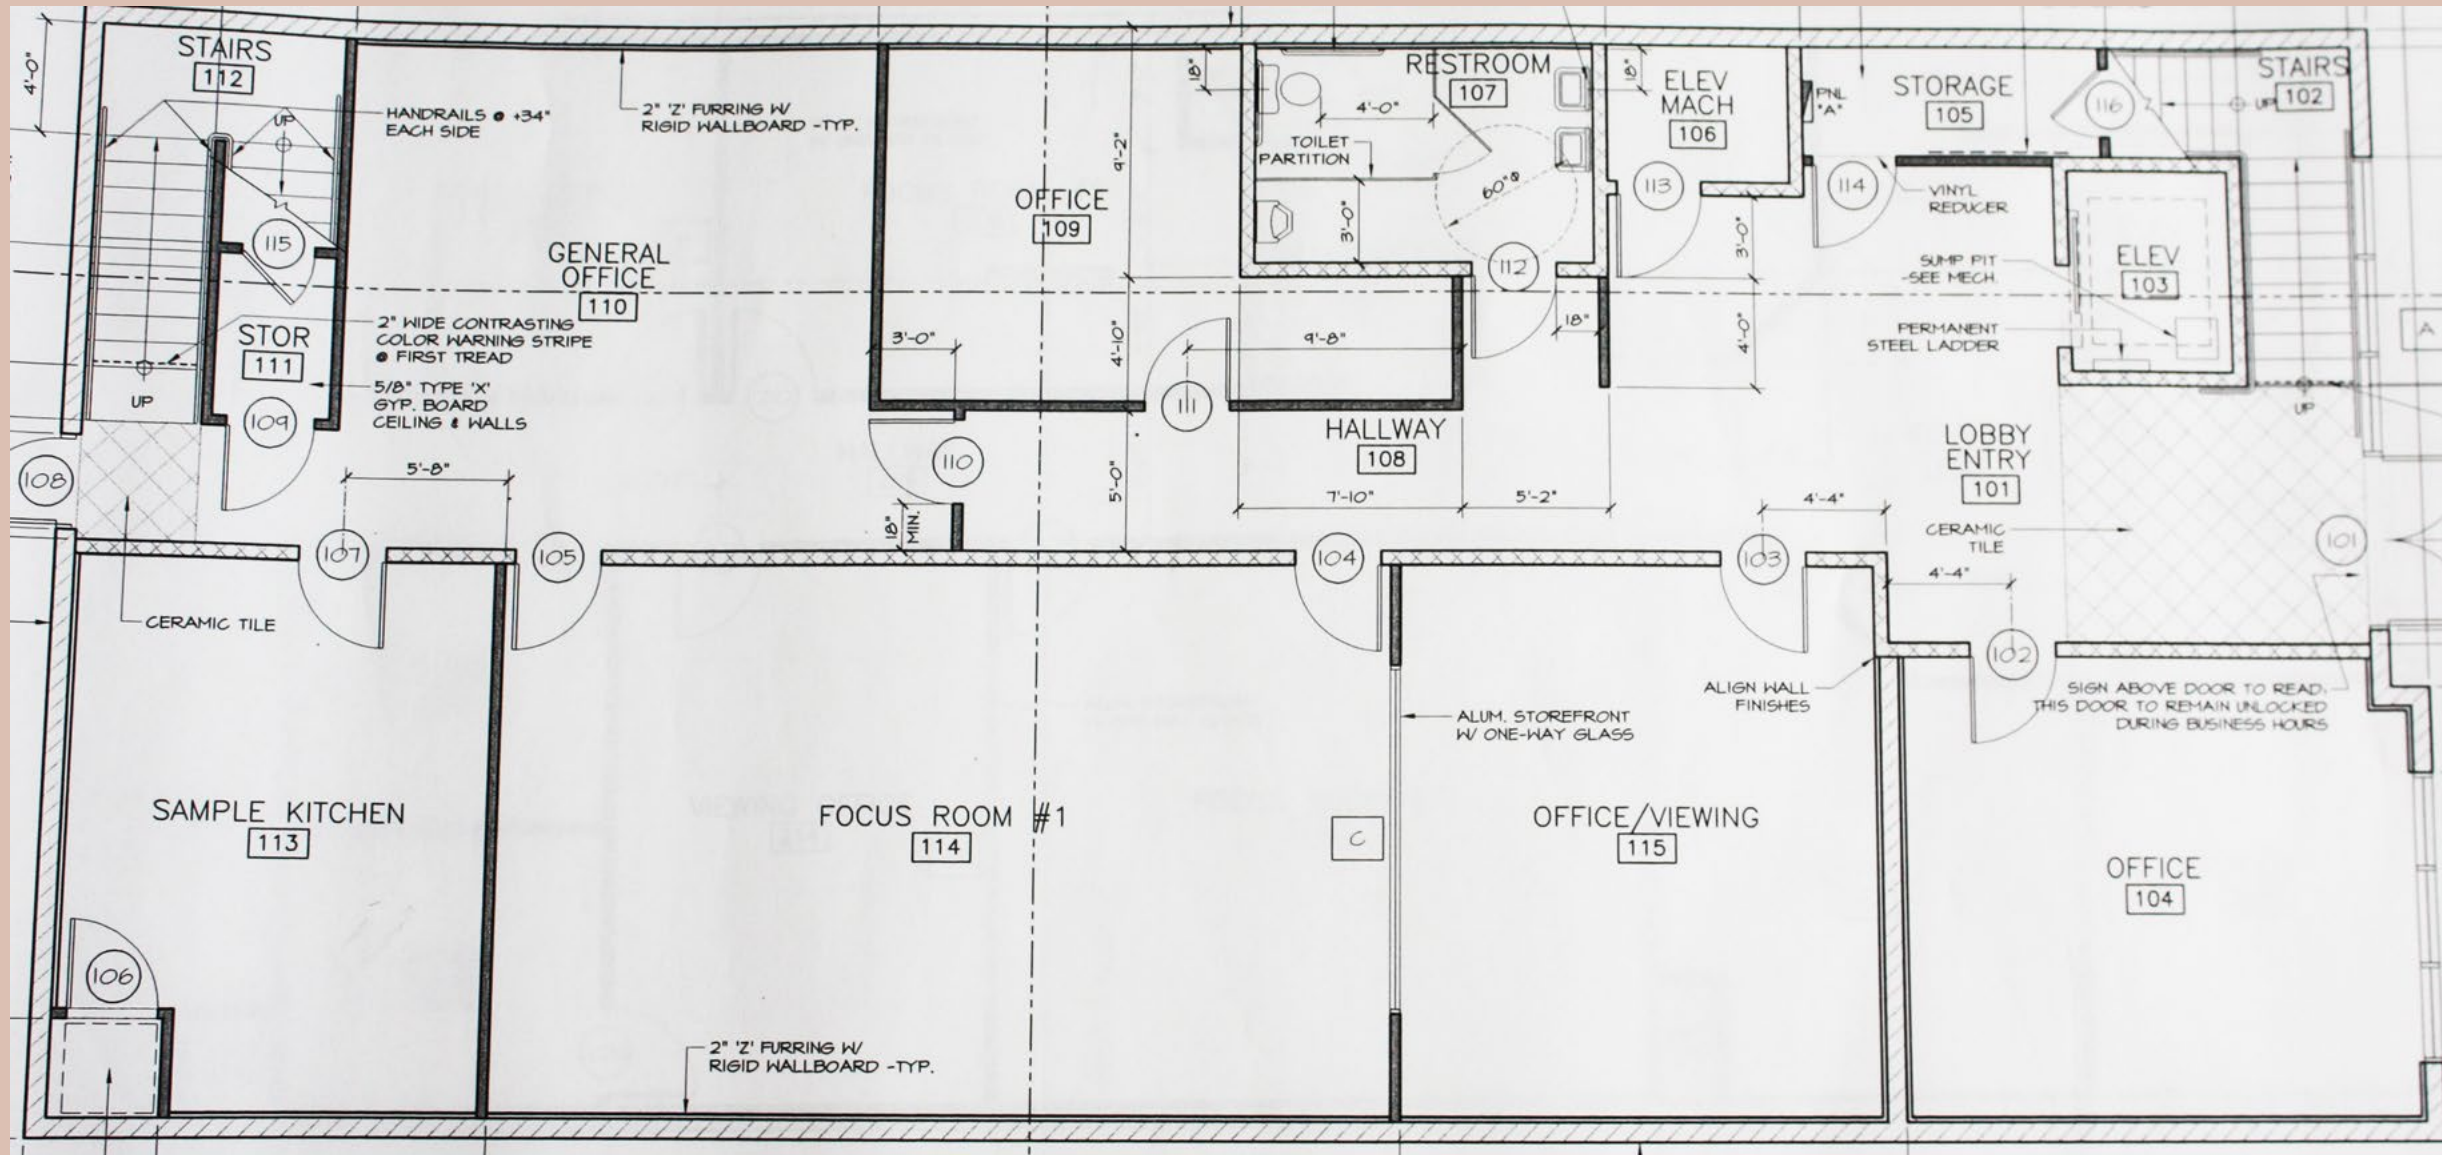 STAIRS
112
4'-0"
UP
HANDRAILS @ +34"
EACH SIDE
2" 'Z' FURRING W/
RIGID WALLBOARD -TYP.
GENERAL
OFFICE
110
115
STOR
111
2" WIDE CONTRASTING
COLOR WARNING STRIPE
@ FIRST TREAD
5/8" TYPE 'X'
GYP. BOARD
CEILING & WALLS
UP
109
108
5'-8"
107
105
CERAMIC TILE
OFFICE
109
9'-2"
4'-10"
3'-0"
5'-0"
110
18"
MIN.
111
9'-8"
18"
RESTROOM
107
4'-0"
TOILET
PARTITION
3'-0"
60"ø
18"
112
18"
HALLWAY
108
7'-10"
5'-2"
ELEV
MACH
106
113
3'-0"
4'-0"
PNL
"A"
STORAGE
105
114
VINYL
REDUCER
116
STAIRS
102
UP
ELEV
103
SUMP PIT
-SEE MECH.
PERMANENT
STEEL LADDER
UP
A
LOBBY
ENTRY
101
CERAMIC
TILE
101
4'-4"
4'-4"
104
103
102
ALIGN WALL
FINISHES
SIGN ABOVE DOOR TO READ,
THIS DOOR TO REMAIN UNLOCKED
DURING BUSINESS HOURS
ALUM. STOREFRONT
W/ ONE-WAY GLASS
SAMPLE KITCHEN
113
FOCUS ROOM #1
114
C
OFFICE/VIEWING
115
OFFICE
104
106
2" 'Z' FURRING W/
RIGID WALLBOARD -TYP.